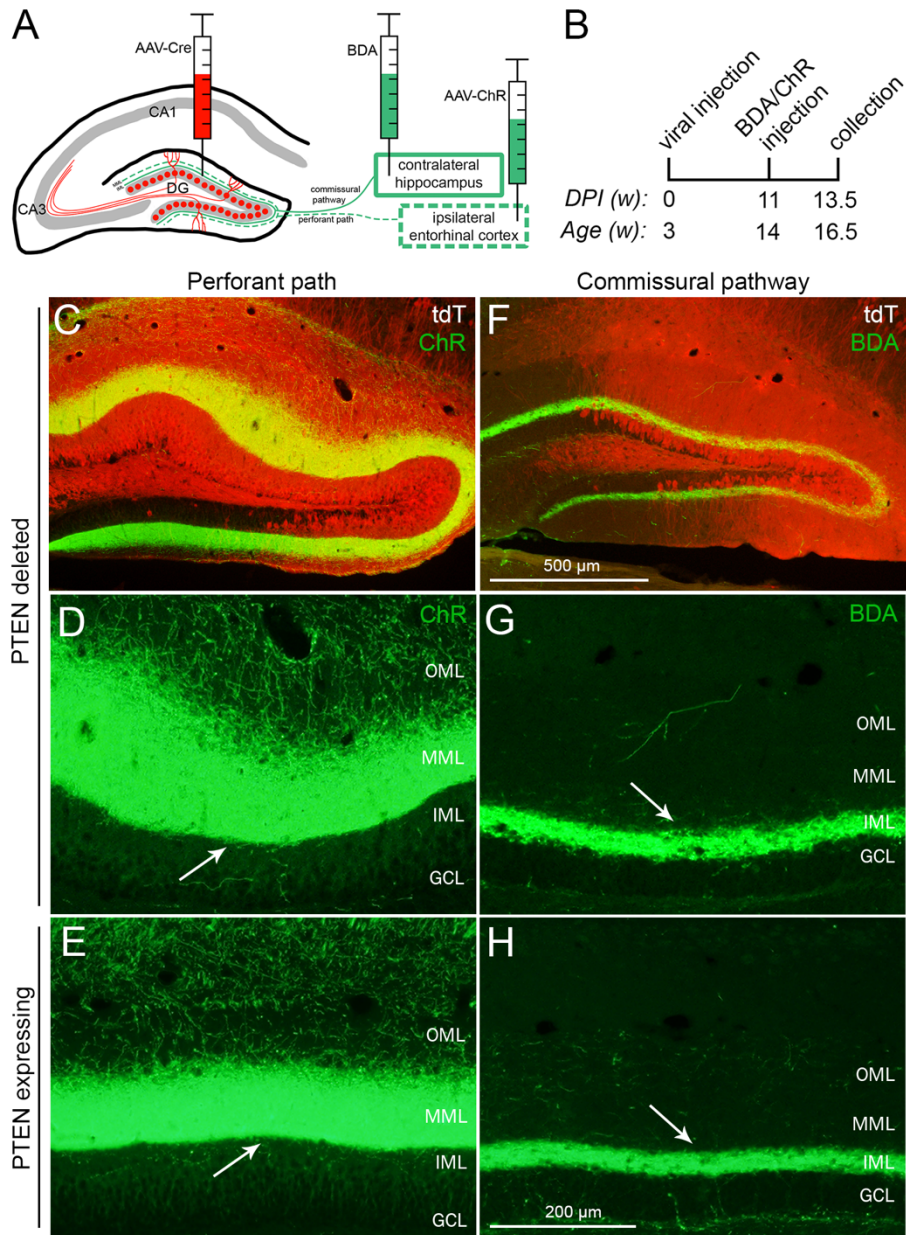 A
AAV-Cre
BDA
AAV-ChR
CA1
DG
CA3
commissural
pathway
perforant path
contralateral
hippocampus
ipsilateral
entorhinal cortex
B
viral injection
BDA/ChR
injection
collection
DPI (w): 0 11 13.5
Age (w): 3 14 16.5
Perforant path
Commissural pathway
PTEN deleted
C
tdT
ChR
F
tdT
BDA
500 µm
D
ChR
OML
MML
IML
GCL
G
BDA
OML
MML
IML
GCL
PTEN expressing
E
OML
MML
IML
GCL
H
OML
MML
IML
GCL
200 µm